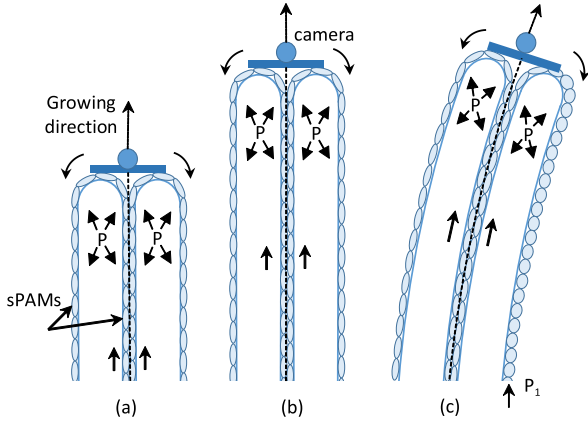 camera
Growing
direction
P
P
P
P
P
P
sPAMs
P₁
(a)
(b)
(c)